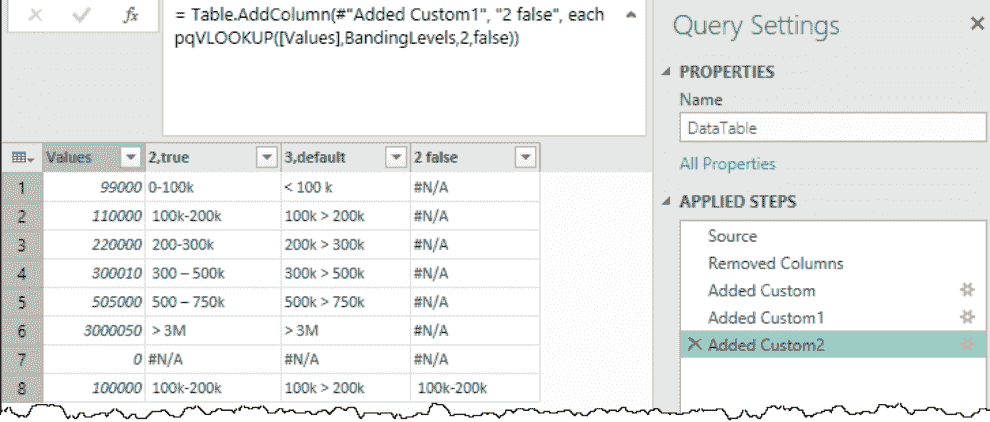 = Table.AddColumn(#"Added Custom1", "2 false", each
pqVLOOKUP([Values],BandingLevels,2,false))
fx
Values 2,true 3,default 2 false
1 99000 0-100k < 100 k #N/A
2 110000 100k-200k 100k > 200k #N/A
3 220000 200-300k 200k > 300k #N/A
4 300010 300 – 500k 300k > 500k #N/A
5 505000 500 – 750k 500k > 750k #N/A
6 3000050 > 3M > 3M #N/A
7 0 #N/A #N/A #N/A
8 100000 100k-200k 100k > 200k 100k-200k
Query Settings
PROPERTIES
Name
DataTable
All Properties
APPLIED STEPS
Source
Removed Columns
Added Custom
Added Custom1
Added Custom2